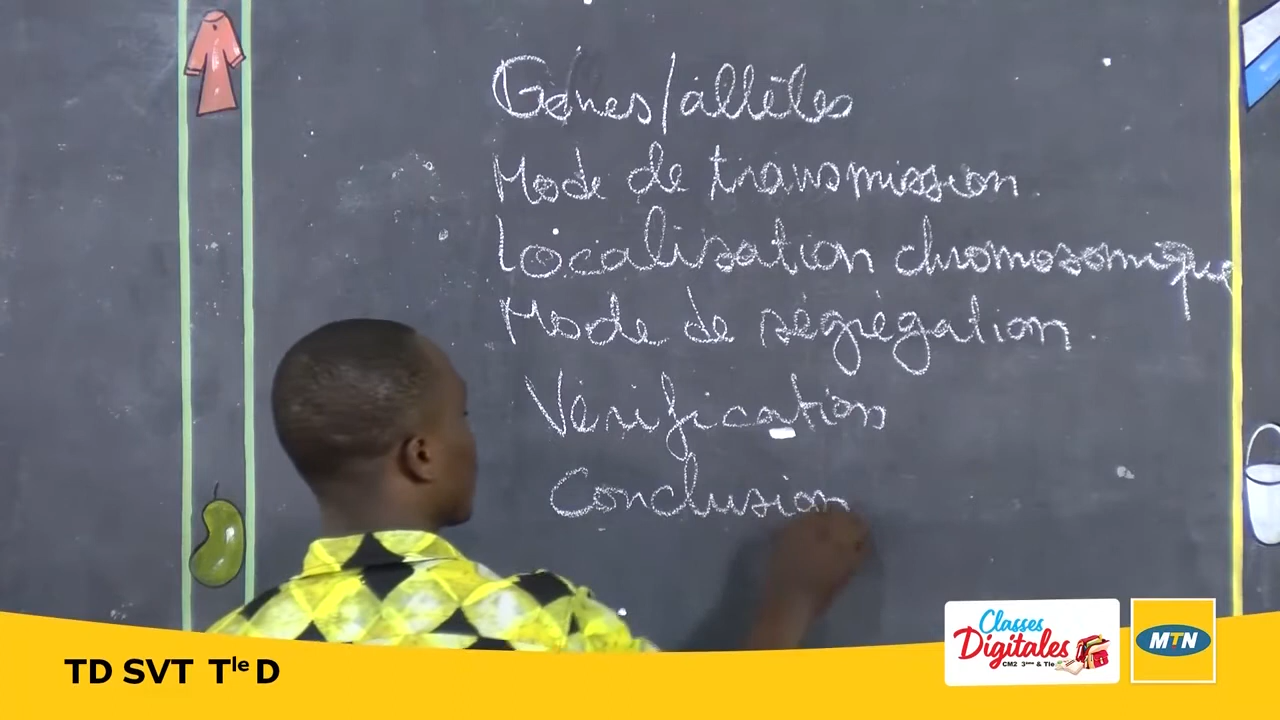 Gènes/allèles
Mode de transmission
Localisation chromosomique
Mode de ségrégation.
Vérification
Conclusion
TD SVT Tle D
Classes
Digitales
CM2 3ème & Tle
MTN